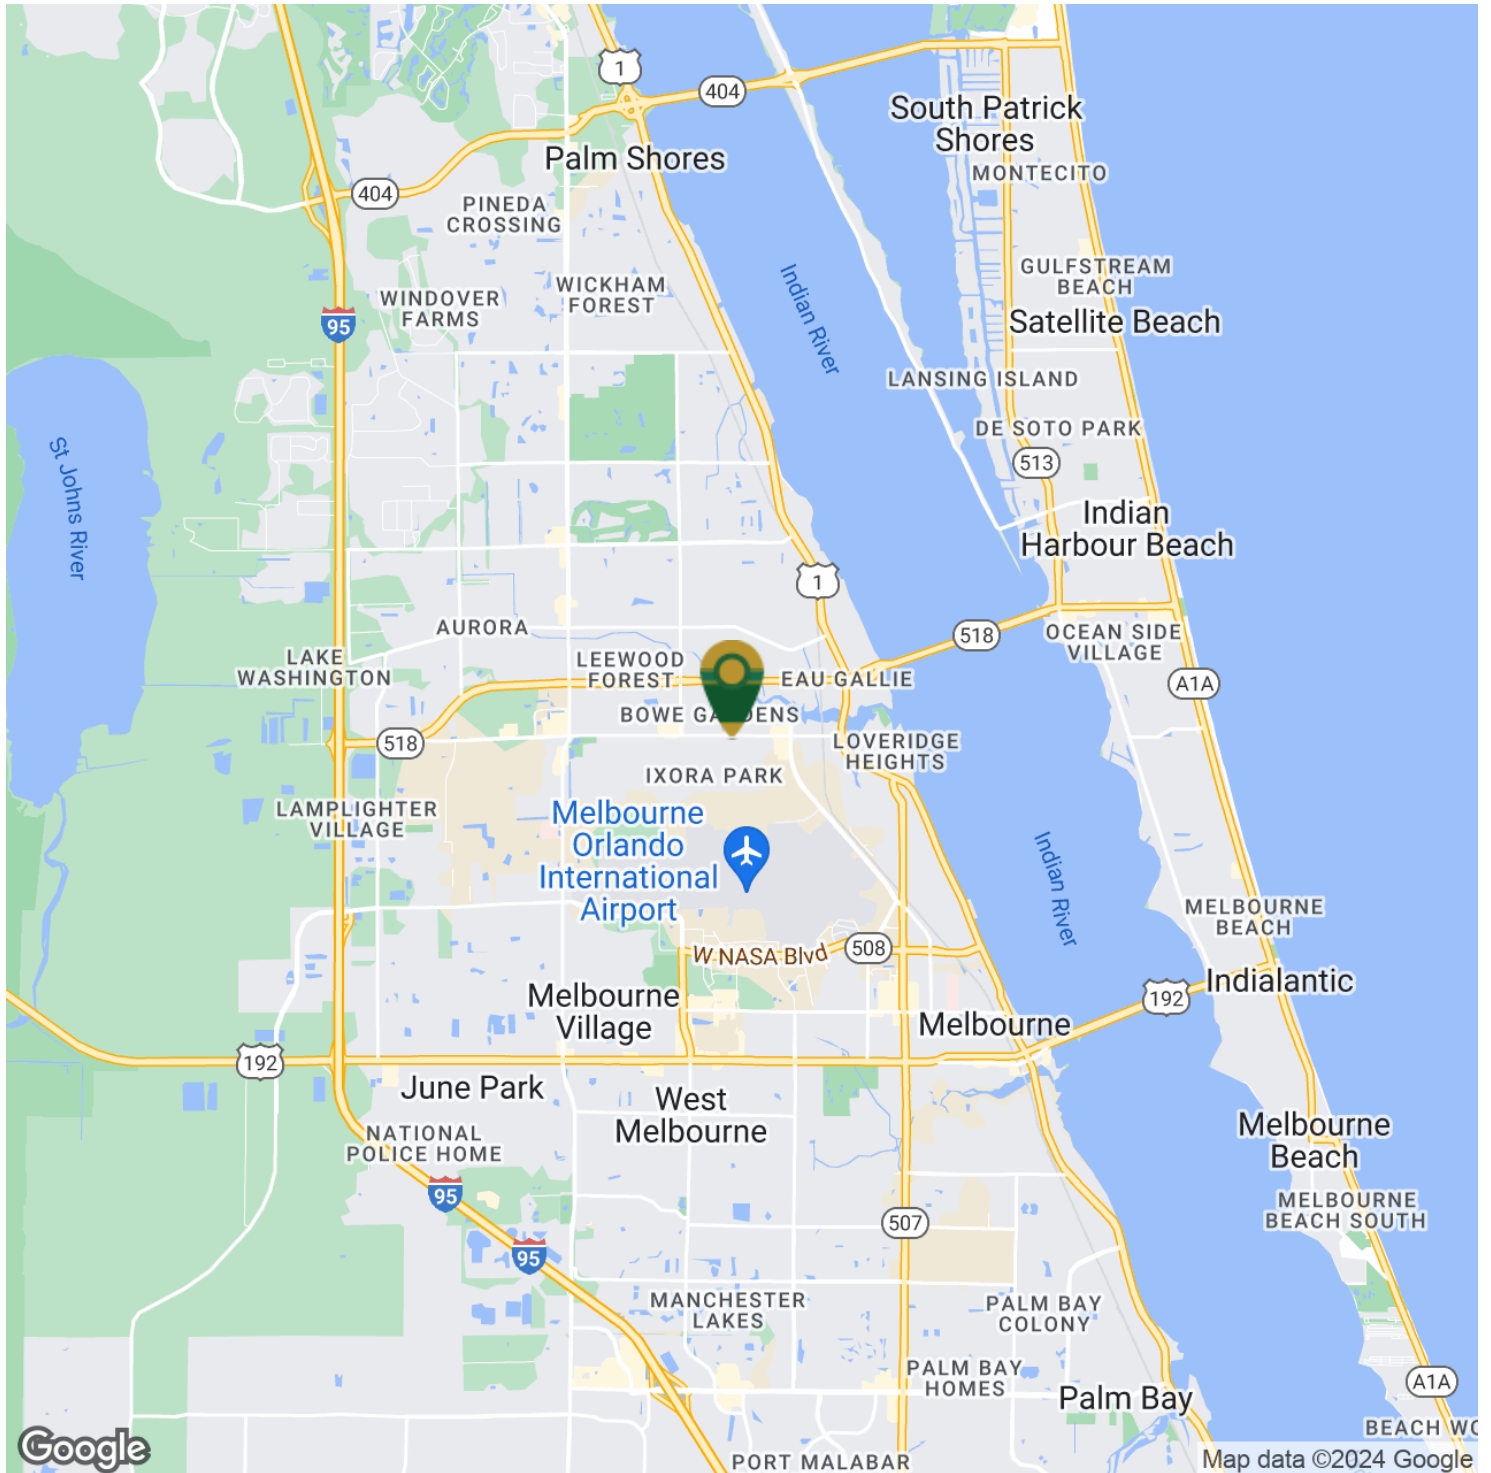 1
404
South Patrick
Shores
Palm Shores
MONTECITO
404
PINEDA
CROSSING
Indian River
GULFSTREAM
BEACH
WICKHAM
FOREST
WINDOVER
FARMS
95
Satellite Beach
LANSING ISLAND
DE SOTO PARK
St Johns River
513
Indian
Harbour Beach
1
AURORA
518
OCEAN SIDE
VILLAGE
LAKE
WASHINGTON
LEEWOOD
FOREST
EAU GALLIE
A1A
BOWE GARDENS
518
LOVERIDGE
HEIGHTS
IXORA PARK
LAMPLIGHTER
VILLAGE
Melbourne
Orlando
International
Airport
Indian River
MELBOURNE
BEACH
W NASA Blvd
508
Indialantic
Melbourne
Village
192
Melbourne
192
June Park
West
Melbourne
NATIONAL
POLICE HOME
Melbourne
Beach
95
MELBOURNE
BEACH SOUTH
507
95
MANCHESTER
LAKES
PALM BAY
COLONY
PALM BAY
HOMES
A1A
Palm Bay
BEACH WO
Google
PORT MALABAR
Map data ©2024 Google